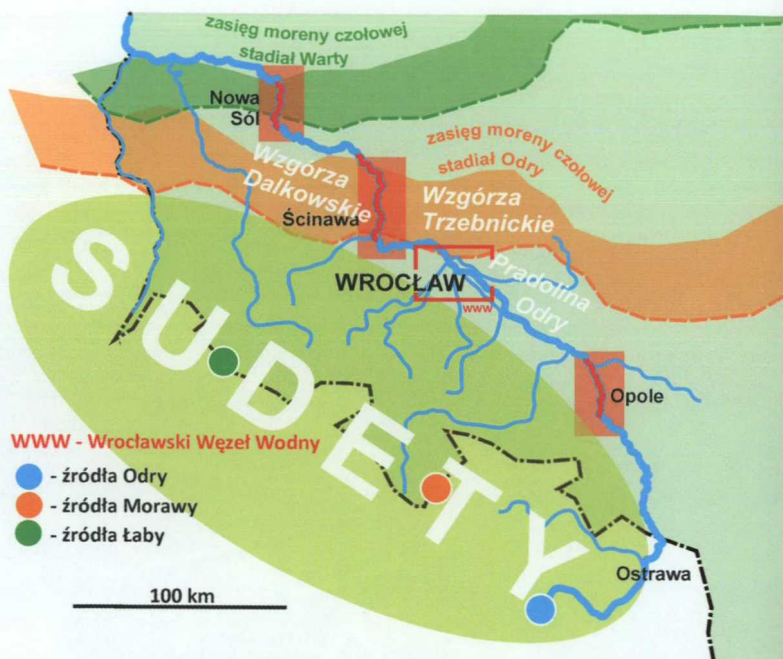 zasięg moreny czołowej
stadiał Warty
Nowa
Sól
zasięg moreny czołowej
stadiał Odry
Wzgórza
Dalkowskie
Wzgórza
Trzebnickie
Ścinawa
WROCŁAW
www
Pradolina
Odry
Opole
SUDETY
WWW - Wrocławski Węzeł Wodny
- źródła Odry
- źródła Morawy
- źródła Łaby
100 km
Ostrawa